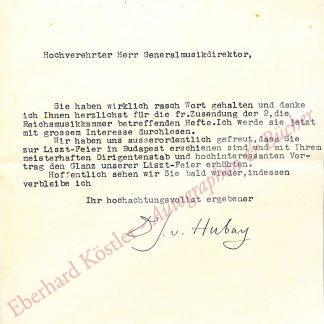 Hochverehrter Herr Generalmusikdirektor,
Sie haben wirklich rasch Wort gehalten und danke
ich Ihnen herzlichst für die fr.Zusendung der 2,die
Reichsmusikkammer betreffenden Hefte.Ich werde sie jetzt
mit grossem Interesse durchlesen.
Wir haben uns ausserordentlich gefreut,dass Sie
zur Liszt-Feier in Budapest erschienen sind und mit Ihrem
meisterhaften Dirigentenstab und hochinteressanten Vor-
trag den Glanz unserer Liszt-Feier erhöhten.
Hoffentlich sehen wir Sie bald wieder,indessen
verbleibe ich
Ihr hochachtungsvollst ergebener
Dr J. v. Hubay
Eberhard Köstler Autographen & Bücher